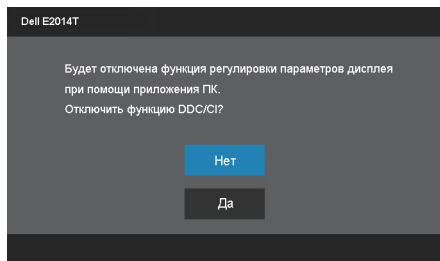 Dell E2014T
Будет отключена функция регулировки параметров дисплея
при помощи приложения ПК.
Отключить функцию DDC/CI?
Нет
Да